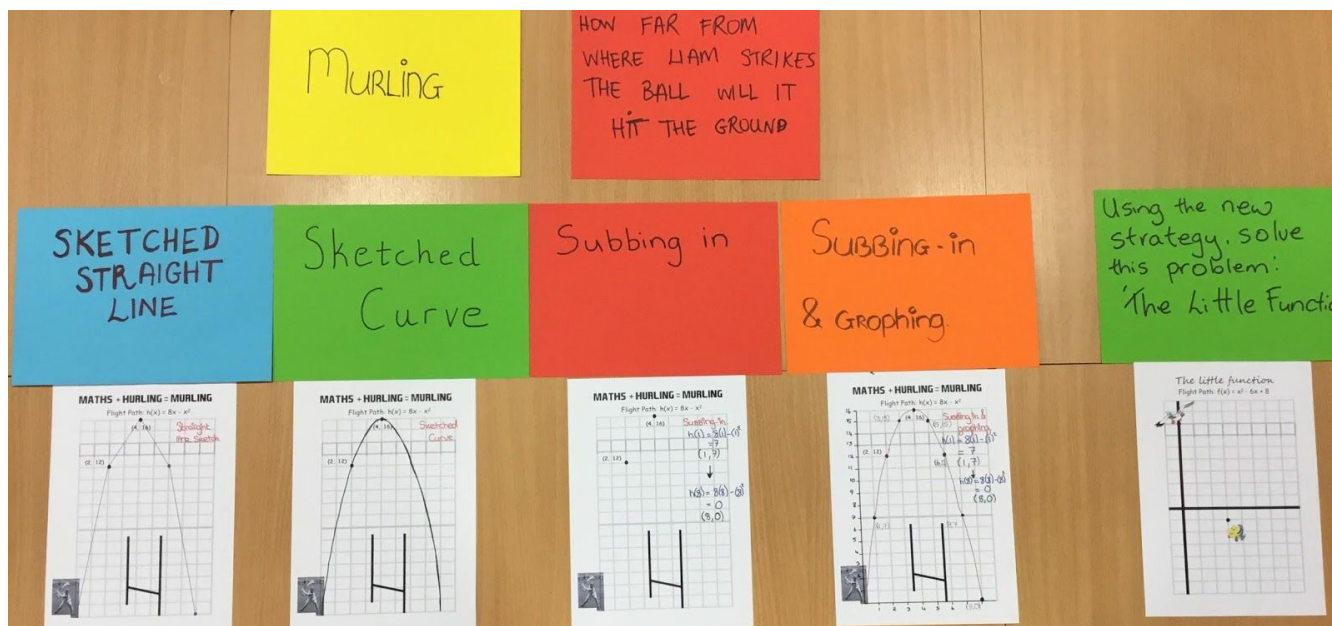 MURLING
HOW FAR FROM
WHERE LIAM STRIKES
THE BALL WILL IT
HIT THE GROUND
SKETCHED
STRAIGHT
LINE
Sketched
Curve
Subbing in
SUBBING-in
& GRAPHING.
Using the new
strategy, solve
this problem:
'The Little Functio
MATHS + HURLING = MURLING
Flight Path: h(x) = 8x - x²
(4, 16)
Straight
line Sketch
(2, 12)
MATHS + HURLING = MURLING
Flight Path: h(x) = 8x - x²
(4, 16)
Sketched
Curve
(2, 12)
MATHS + HURLING = MURLING
Flight Path: h(x) = 8x - x²
(4, 16)
Subbing-in
h(1) = 8(1)-(1)²
= 7
(1,7)
(2, 12)
h(8) = 8(8)-(8)²
= 0
(8,0)
MATHS + HURLING = MURLING
Flight Path: h(x) = 8x - x²
(4, 16)
Subbing in &
graphing
h(1) = 8(1)-(1)²
= 7
(1,7)
(2, 12)
h(8) = 8(8)-(8)²
= 0
(8,0)
(1,7)
The little function
Flight Path: f(x) = x² - 6x + 8